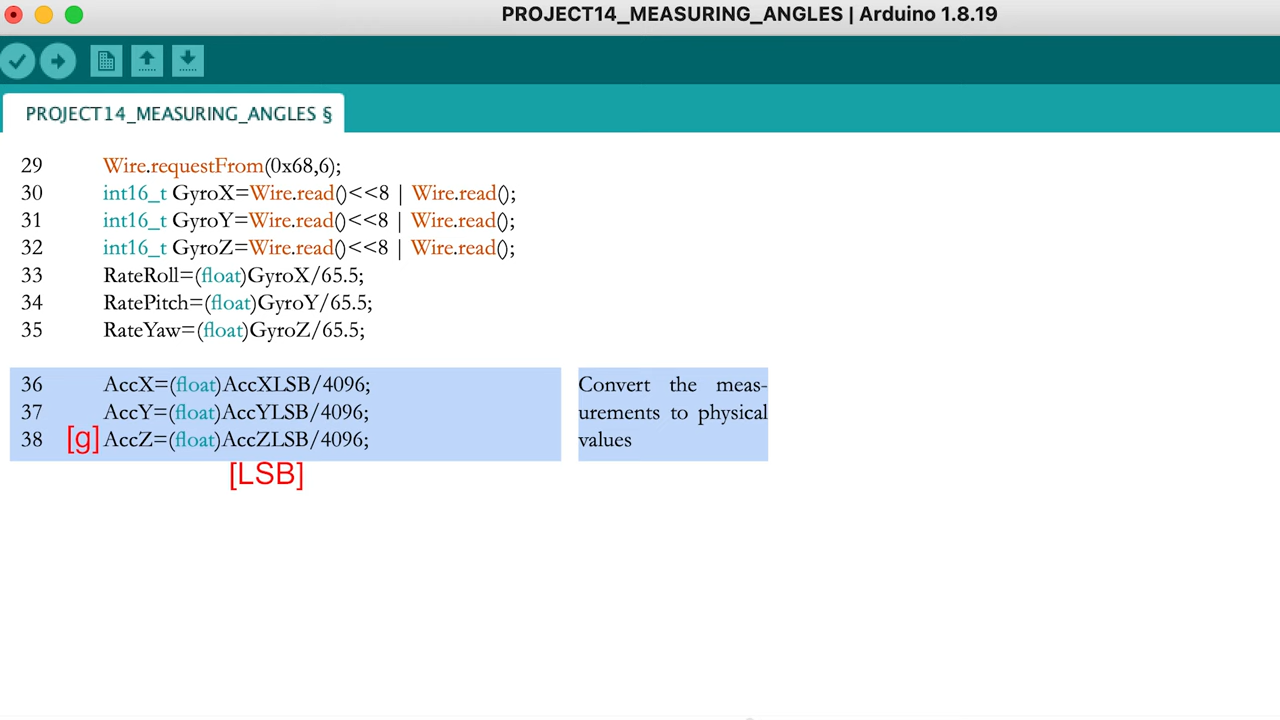 PROJECT14_MEASURING_ANGLES | Arduino 1.8.19
PROJECT14_MEASURING_ANGLES §
29 Wire.requestFrom(0x68,6);
30 int16_t GyroX=Wire.read()<<8 | Wire.read();
31 int16_t GyroY=Wire.read()<<8 | Wire.read();
32 int16_t GyroZ=Wire.read()<<8 | Wire.read();
33 RateRoll=(float)GyroX/65.5;
34 RatePitch=(float)GyroY/65.5;
35 RateYaw=(float)GyroZ/65.5;
36 AccX=(float)AccXLSB/4096;
37 AccY=(float)AccYLSB/4096;
38 [g] AccZ=(float)AccZLSB/4096;
[LSB]
Convert the meas-
urements to physical
values